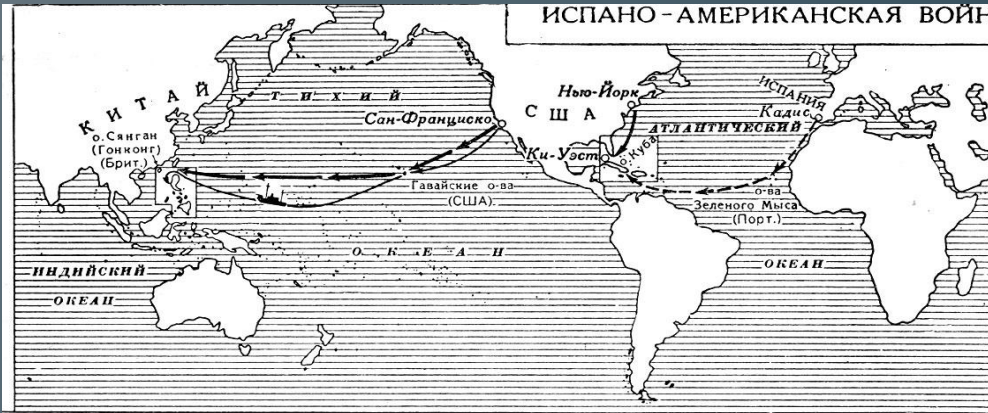 ИСПАНО-АМЕРИКАНСКАЯ ВОЙН
КИТАЙ
о. Сянган
(Гонконг)
(Брит.)
ТИХИЙ
Сан-Франциско
США
Нью-Йорк
ИСПАНИЯ
Кадис
АТЛАНТИЧЕСКИЙ
Ки-Уэст
о. Куба
Гавайские о-ва
(США)
о-ва
Зеленого Мыса
(Порт.)
ОКЕАН
ИНДИЙСКИЙ
ОКЕАН
ОКЕАН